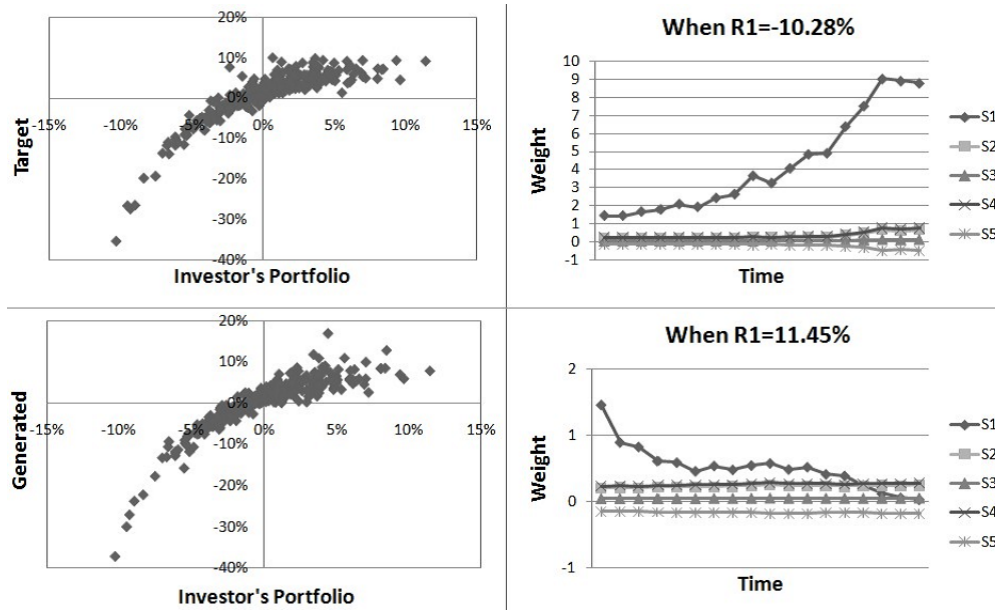 20%
10%
0%
-15%
-10%
-5%
0%
5%
10%
15%
-10%
-20%
-30%
-40%
Target
Investor's Portfolio
When R1=-10.28%
10
9
8
7
6
5
4
3
2
1
0
-1
Weight
Time
S1
S2
S3
S4
S5
20%
10%
0%
-15%
-10%
-5%
0%
5%
10%
15%
-10%
-20%
-30%
-40%
Generated
Investor's Portfolio
When R1=11.45%
2
1
0
-1
Weight
Time
S1
S2
S3
S4
S5